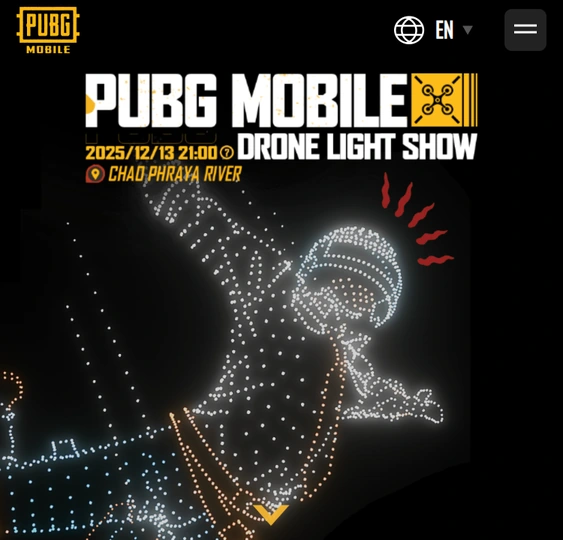 PUBG
MOBILE
EN
PUBG MOBILE
2025/12/13 21:00 ? DRONE LIGHT SHOW
CHAO PHRAYA RIVER